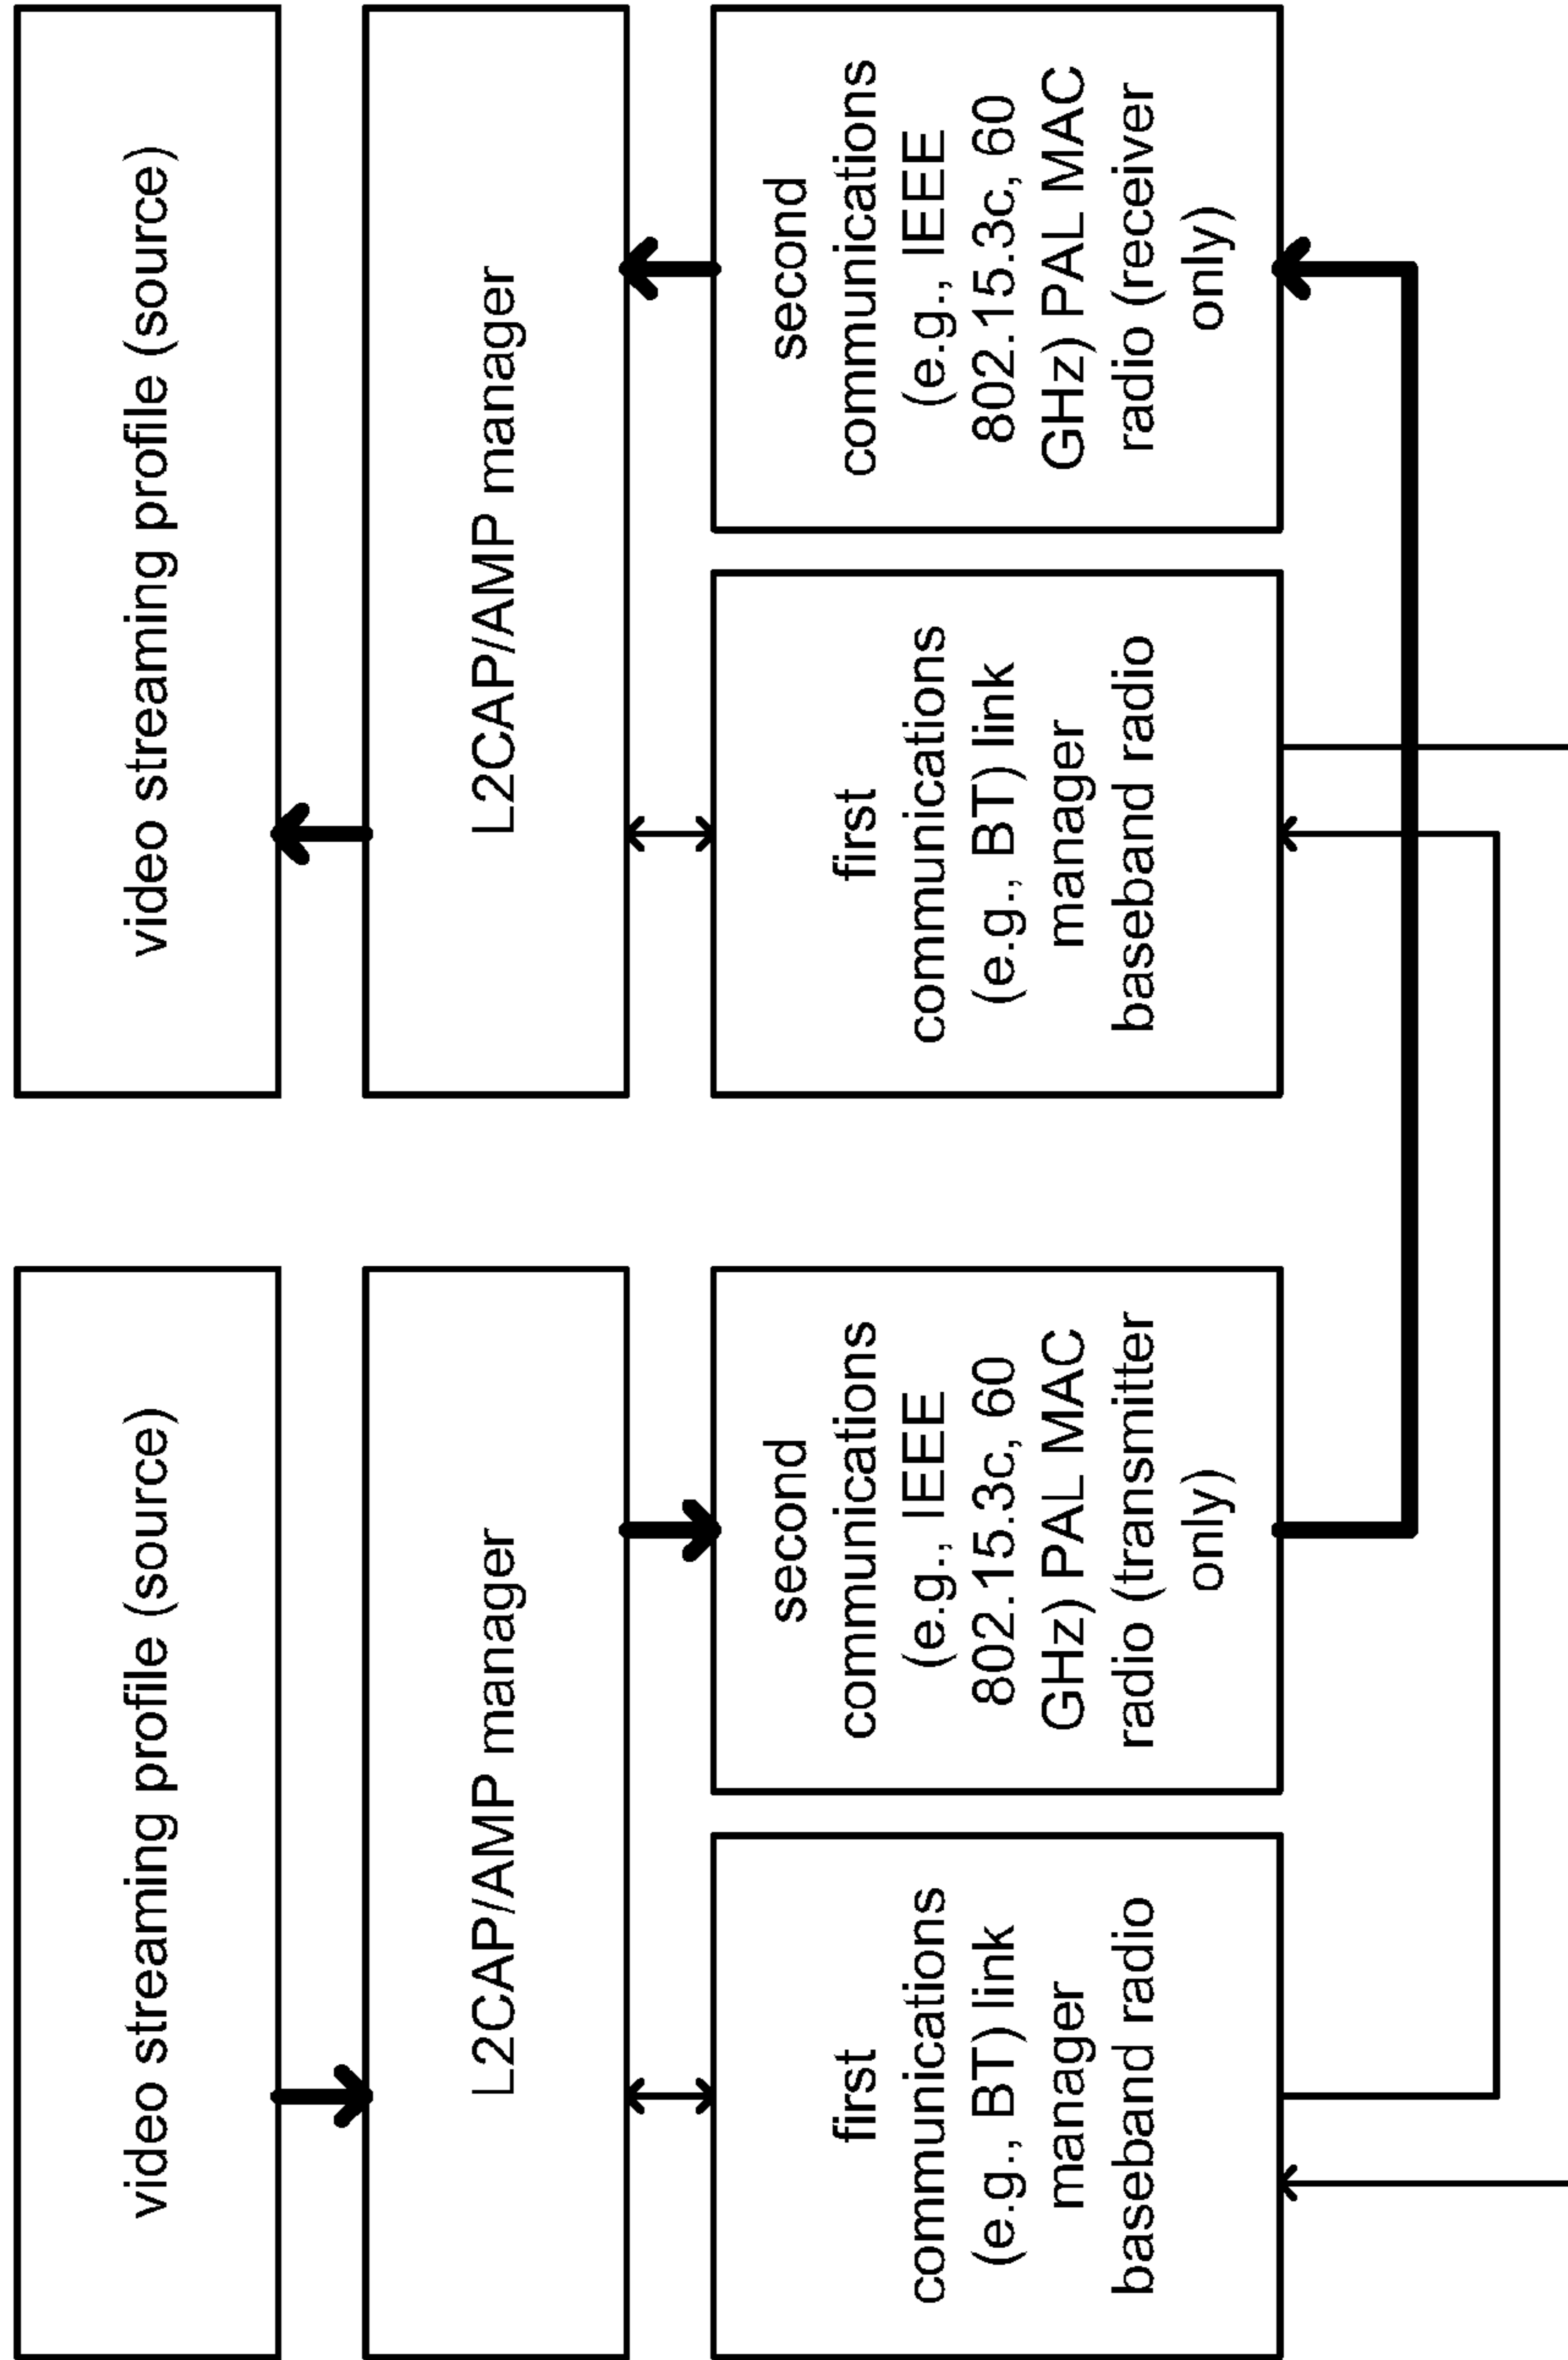 video streaming profile (source)
L2CAP/AMP manager
first
communications
(e.g., BT) link
manager
baseband radio
second
communications
(e.g., IEEE
802.15.3c, 60
GHz) PAL MAC
radio (transmitter
only)
video streaming profile (source)
L2CAP/AMP manager
first
communications
(e.g., BT) link
manager
baseband radio
second
communications
(e.g., IEEE
802.15.3c, 60
GHz) PAL MAC
radio (receiver
only)